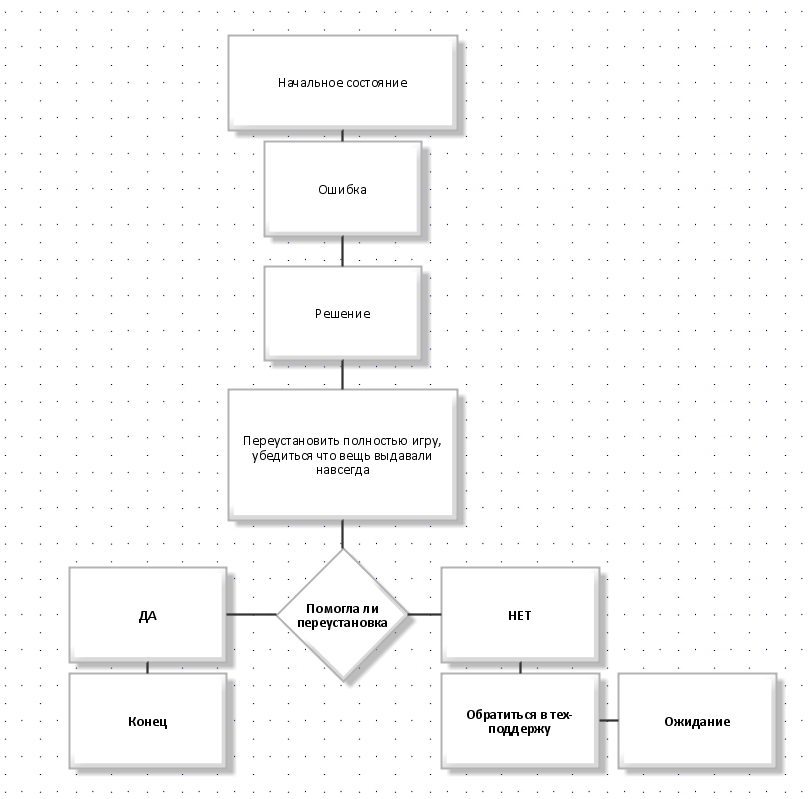 Начальное состояние
Ошибка
Решение
Переустановить полностью игру,
убедиться что вещь выдавали
навсегда
Помогла ли
переустановка
ДА
НЕТ
Конец
Обратиться в тех-
поддержу
Ожидание